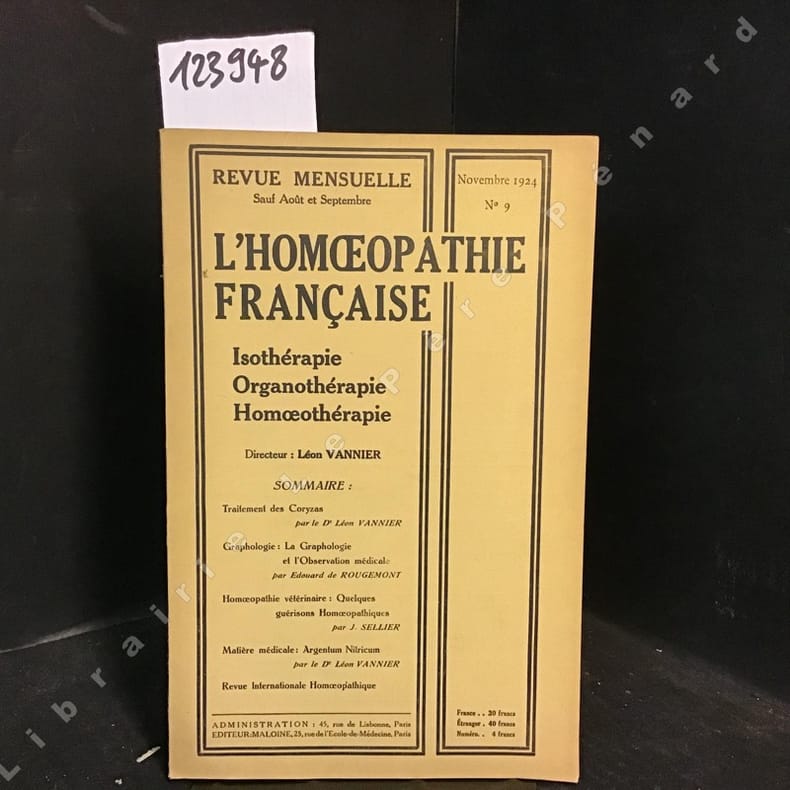 123948
REVUE MENSUELLE
Sauf Août et Septembre
Novembre 1924
Nº 9
L'HOMŒOPATHIE
FRANÇAISE
Isothérapie
Organothérapie
Homœothérapie
Directeur : Léon VANNIER
SOMMAIRE :
Traitement des Coryzas
par le Dr Léon VANNIER
Graphologie : La Graphologie
et l'Observation médicale
par Edouard de ROUGEMONT
Homœopathie vétérinaire : Quelques
guérisons Homœopathiques
par J. SELLIER
Matière médicale : Argentum Nitricum
par le Dr Léon VANNIER
Revue Internationale Homœopathique
ADMINISTRATION : 45, rue de Lisbonne, Paris
EDITEUR: MALOINE, 25, rue de l'Ecole-de-Médecine, Paris
France . . 30 francs
Étranger . 40 francs
Numéro. . 4 francs
Librairie Le Pere Penard